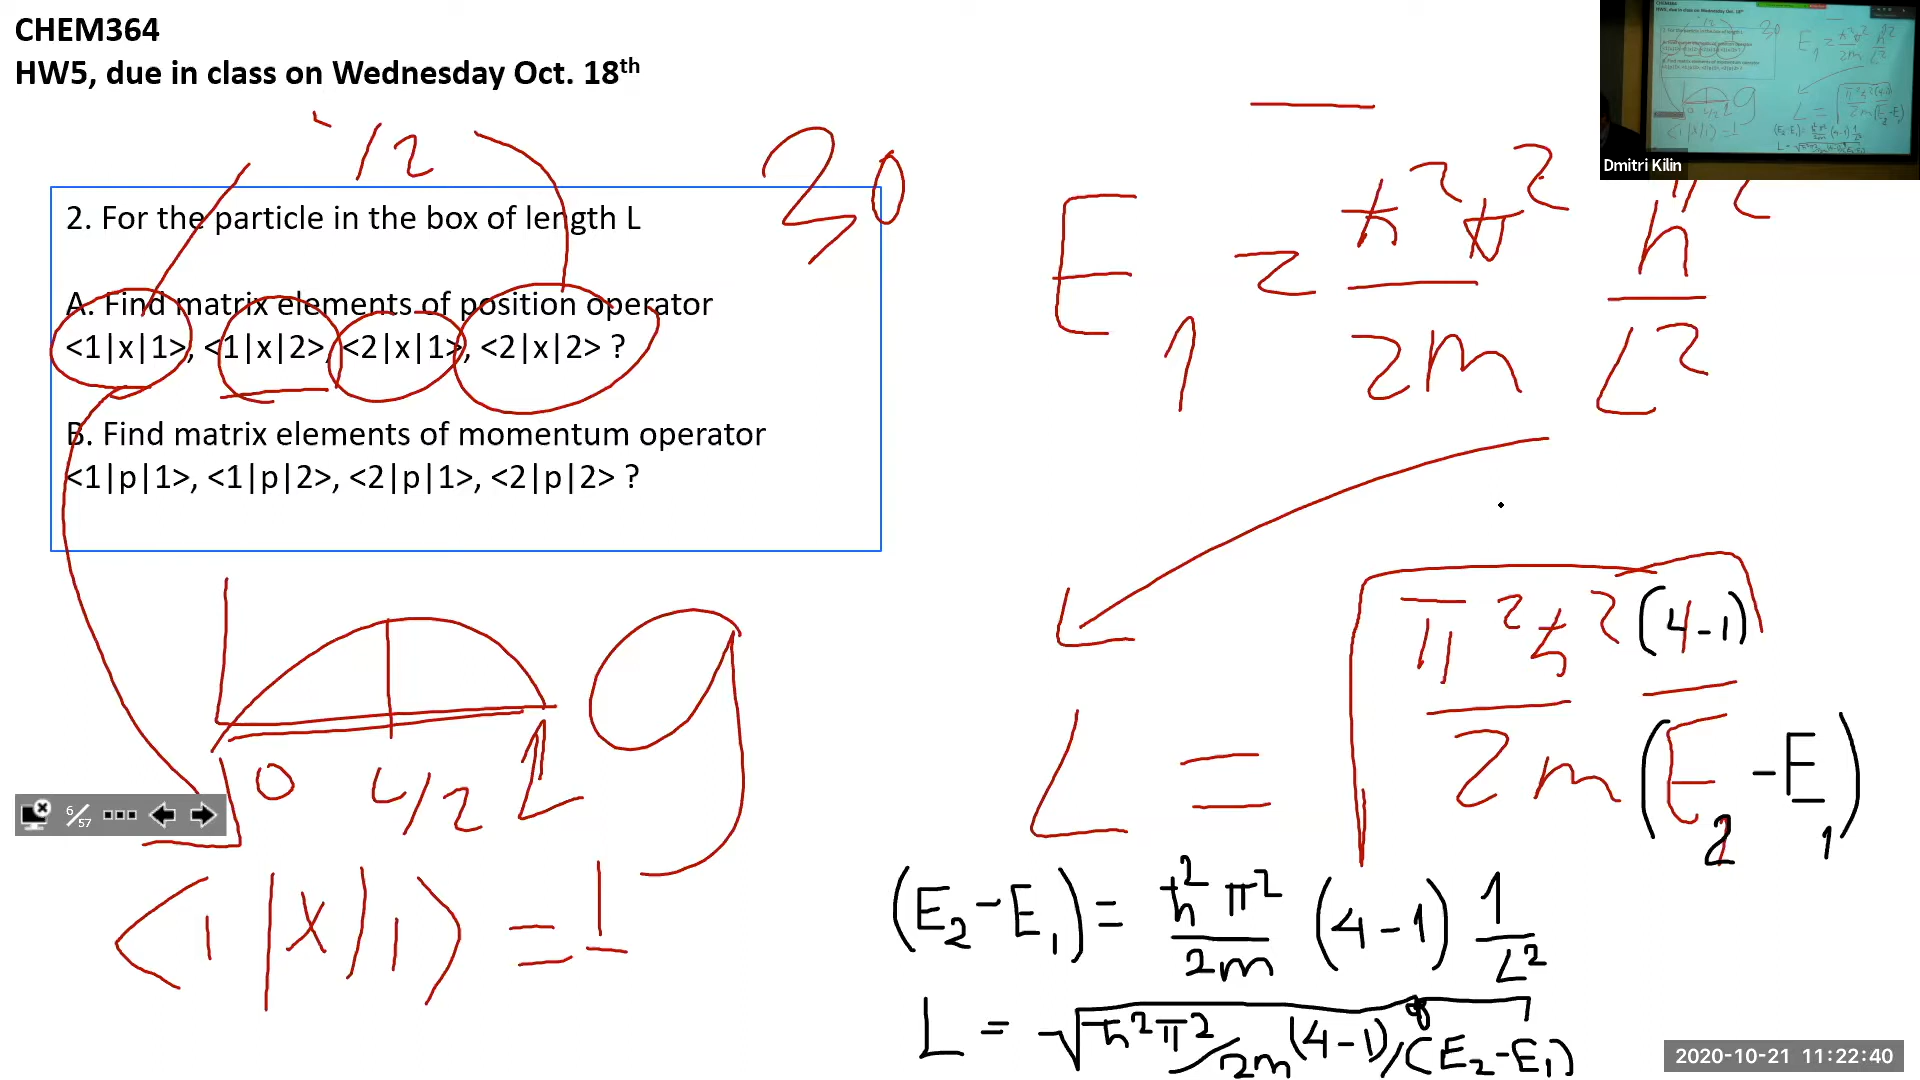 CHEM364
HW5, due in class on Wednesday Oct. 18th
L/2
30
2. For the particle in the box of length L
A. Find matrix elements of position operator
<1|x|1>, <1|x|2>, <2|x|1>, <2|x|2> ?
B. Find matrix elements of momentum operator
<1|p|1>, <1|p|2>, <2|p|1>, <2|p|2> ?
0 L/2 L
<1|x|1> =
Dmitri Kilin
E1 = ħ²π²/2m n²/L²
L = √π²ħ²(4-1)/2m(E2-E1)
(E2-E1) = ħ²π²/2m (4-1) 1/L²
L = √ħ²π²/2m (4-1)/(E2-E1)
6/57
2020-10-21 11:22:40